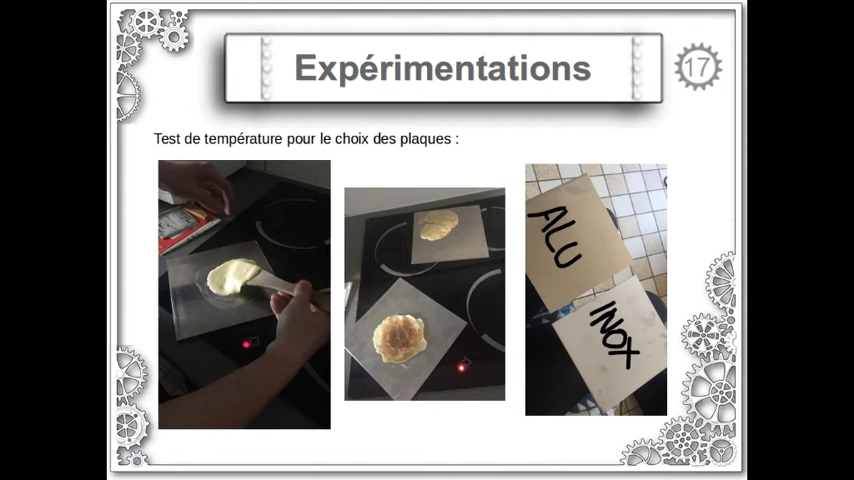 Expérimentations
17
Test de température pour le choix des plaques :
ALU
INOX